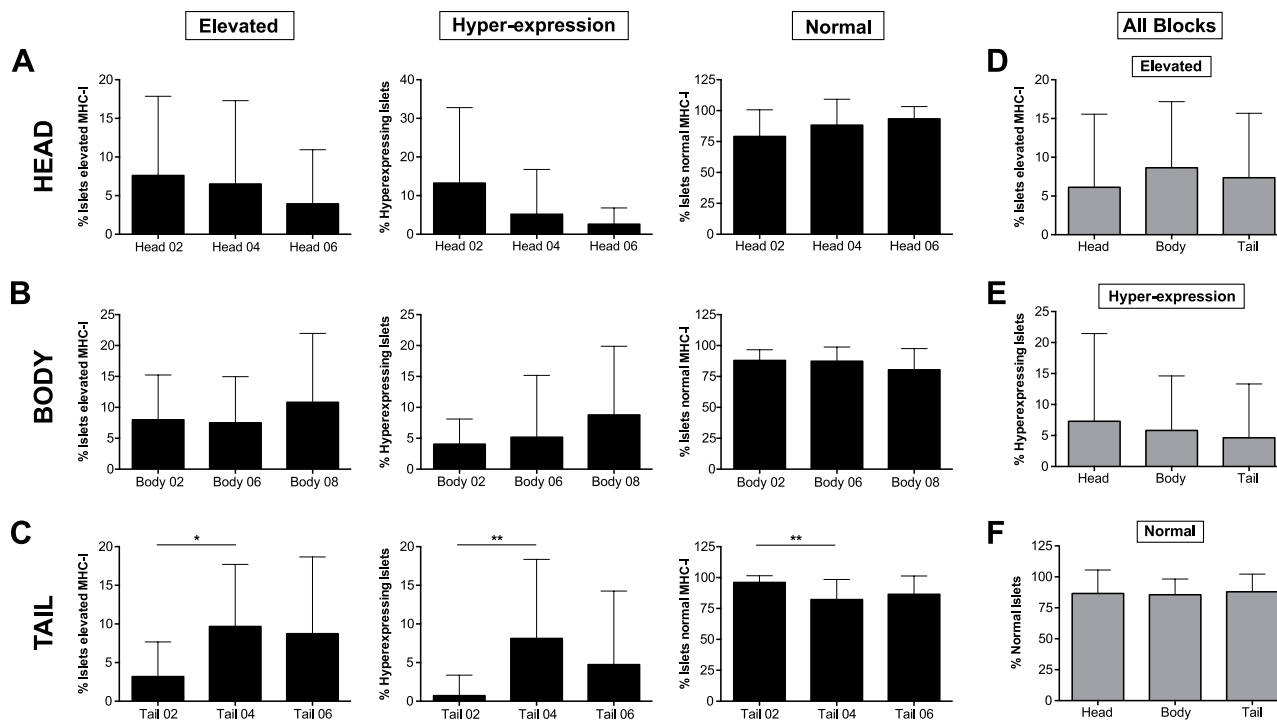 Elevated
Hyper-expression
Normal
All Blocks
A
HEAD
% Islets elevated MHC-I
20
15
10
5
0
Head 02 Head 04 Head 06
% Hyperexpressing Islets
40
30
20
10
0
Head 02 Head 04 Head 06
% Islets normal MHC-I
125
100
75
50
25
0
Head 02 Head 04 Head 06
D
Elevated
% Islets elevated MHC-I
20
15
10
5
0
Head Body Tail
B
BODY
% Islets elevated MHC-I
25
20
15
10
5
0
Body 02 Body 06 Body 08
% Hyperexpressing Islets
25
20
15
10
5
0
Body 02 Body 06 Body 08
% Islets normal MHC-I
125
100
75
50
25
0
Body 02 Body 06 Body 08
E
Hyper-expression
% Hyperexpressing Islets
25
20
15
10
5
0
Head Body Tail
C
TAIL
% Islets elevated MHC-I
20
15
10
5
0
*
Tail 02 Tail 04 Tail 06
% Hyperexpressing Islets
20
15
10
5
0
**
Tail 02 Tail 04 Tail 06
% Islets normal MHC-I
125
100
75
50
25
0
**
Tail 02 Tail 04 Tail 06
F
Normal
% Normal Islets
125
100
75
50
25
0
Head Body Tail